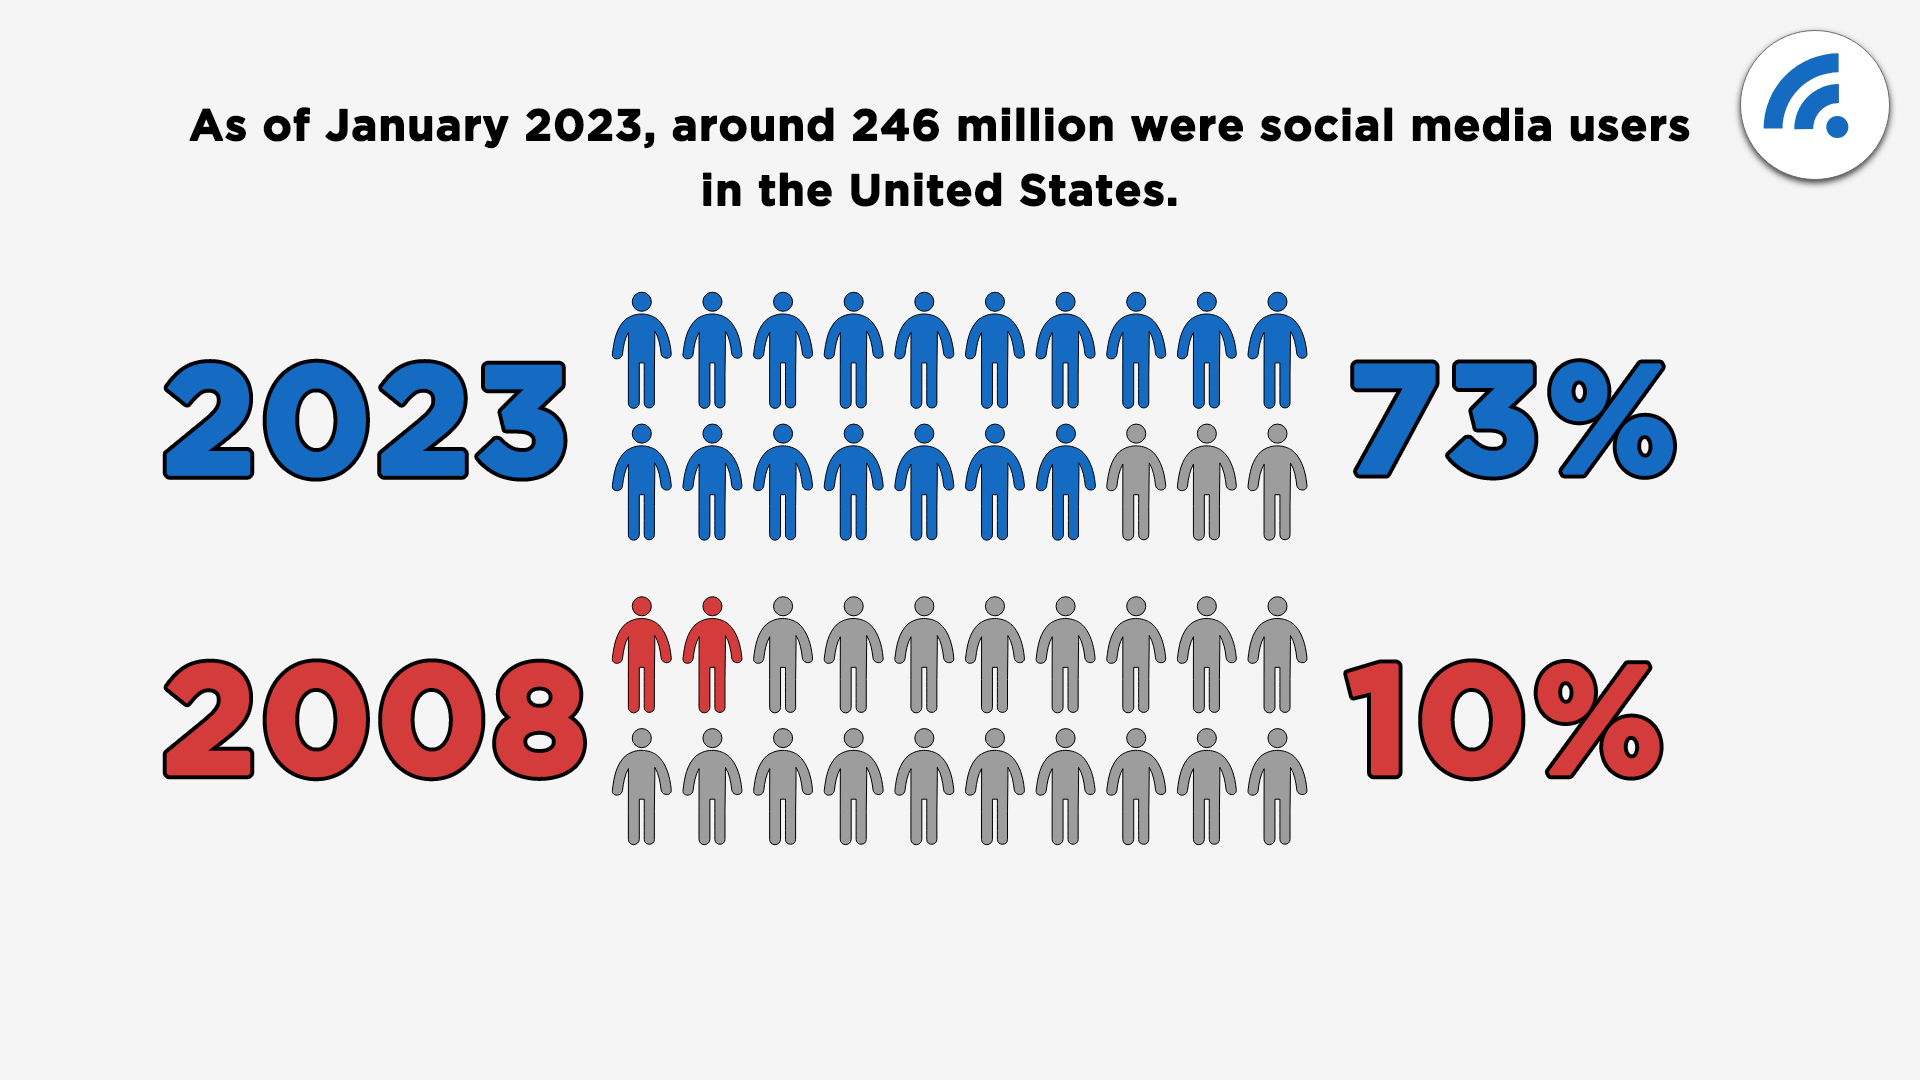 As of January 2023, around 246 million were social media users
in the United States.
2023
73%
2008
10%